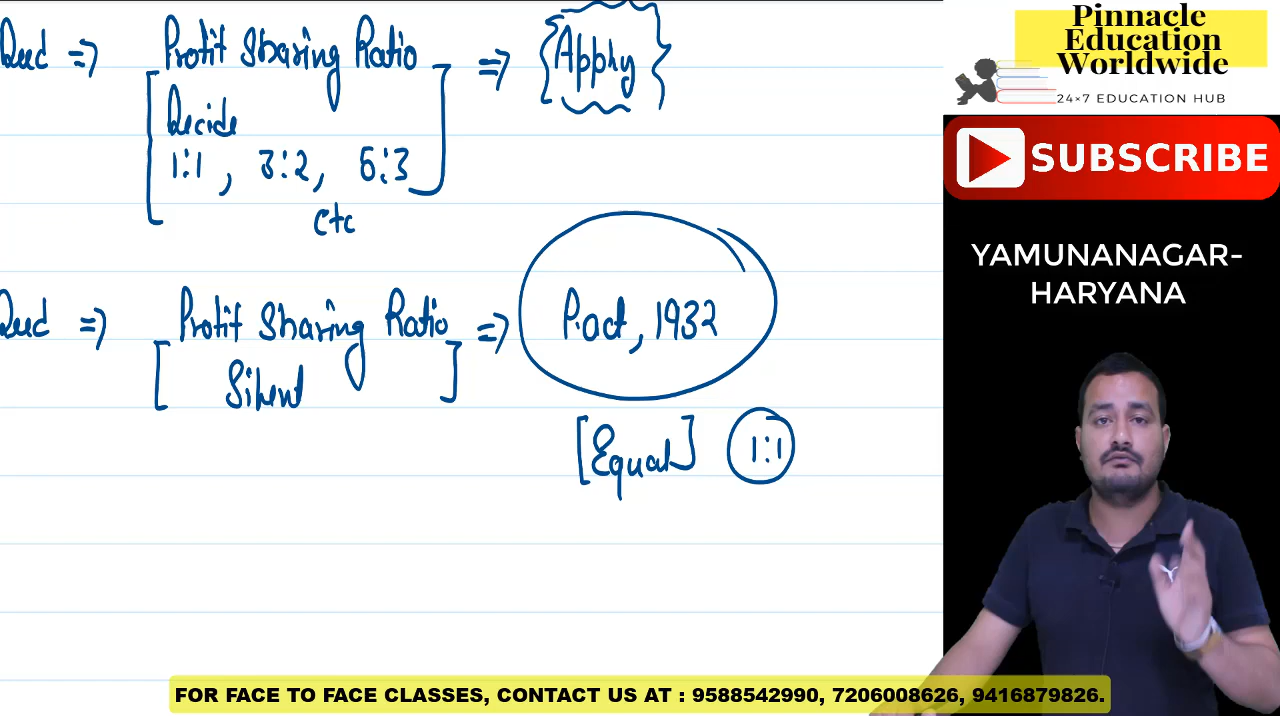 Deed => Profit Sharing Ratio => {Apply}
[Decide
1:1, 3:2, 5:3]
etc
Deed => Profit Sharing Ratio => P.act, 1932
[Silent]
[Equal] 1:1
Pinnacle
Education
Worldwide
24×7 EDUCATION HUB
SUBSCRIBE
YAMUNANAGAR-
HARYANA
FOR FACE TO FACE CLASSES, CONTACT US AT : 9588542990, 7206008626, 9416879826.